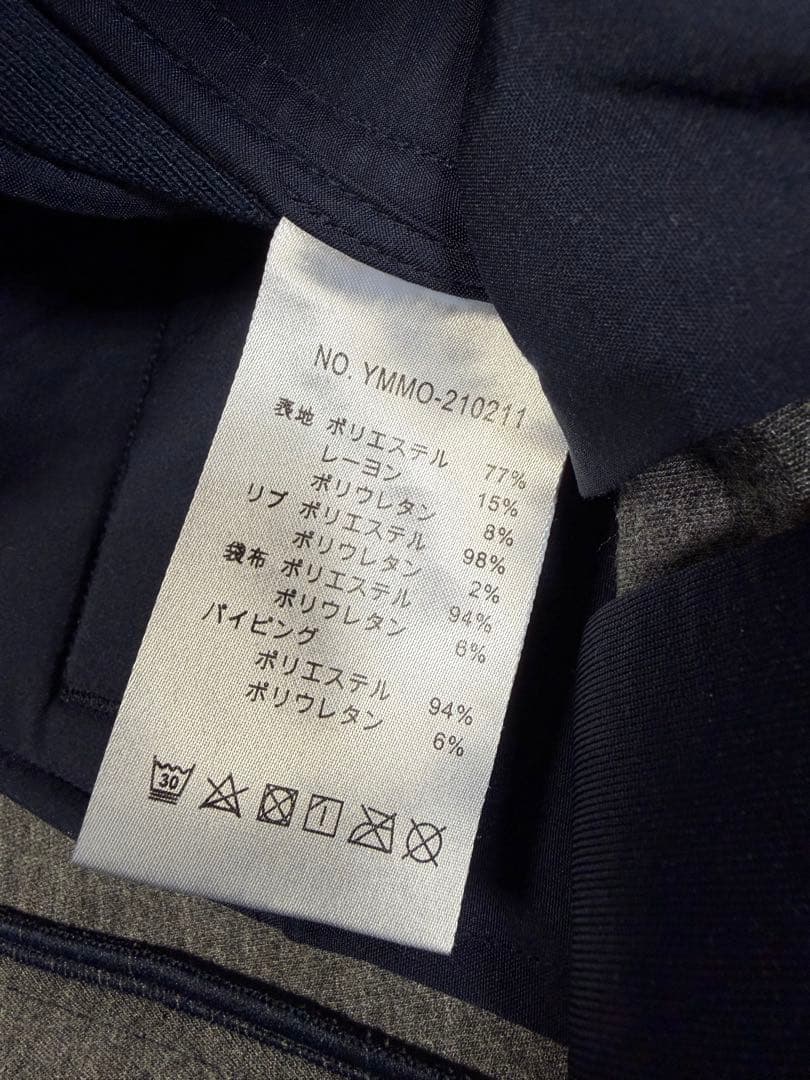 NO. YMMO-210211
表地 ポリエステル 77%
レーヨン 15%
ポリウレタン 8%
リブ ポリエステル 98%
ポリウレタン 2%
袋布 ポリエステル 94%
ポリウレタン 6%
パイピング
ポリエステル 94%
ポリウレタン 6%
30